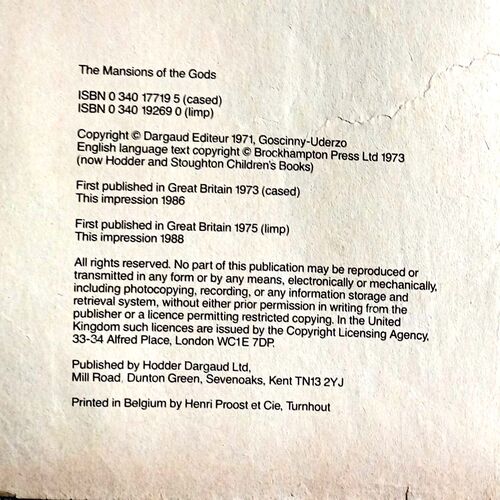 The Mansions of the Gods
ISBN 0 340 17719 5 (cased)
ISBN 0 340 19269 0 (limp)
Copyright © Dargaud Editeur 1971, Goscinny-Uderzo
English language text copyright © Brockhampton Press Ltd 1973
(now Hodder and Stoughton Children's Books)
First published in Great Britain 1973 (cased)
This impression 1986
First published in Great Britain 1975 (limp)
This impression 1988
All rights reserved. No part of this publication may be reproduced or
transmitted in any form or by any means, electronically or mechanically,
including photocopying, recording, or any information storage and
retrieval system, without either prior permission in writing from the
publisher or a licence permitting restricted copying. In the United
Kingdom such licences are issued by the Copyright Licensing Agency,
33-34 Alfred Place, London WC1E 7DP.
Published by Hodder Dargaud Ltd,
Mill Road, Dunton Green, Sevenoaks, Kent TN13 2YJ
Printed in Belgium by Henri Proost et Cie, Turnhout